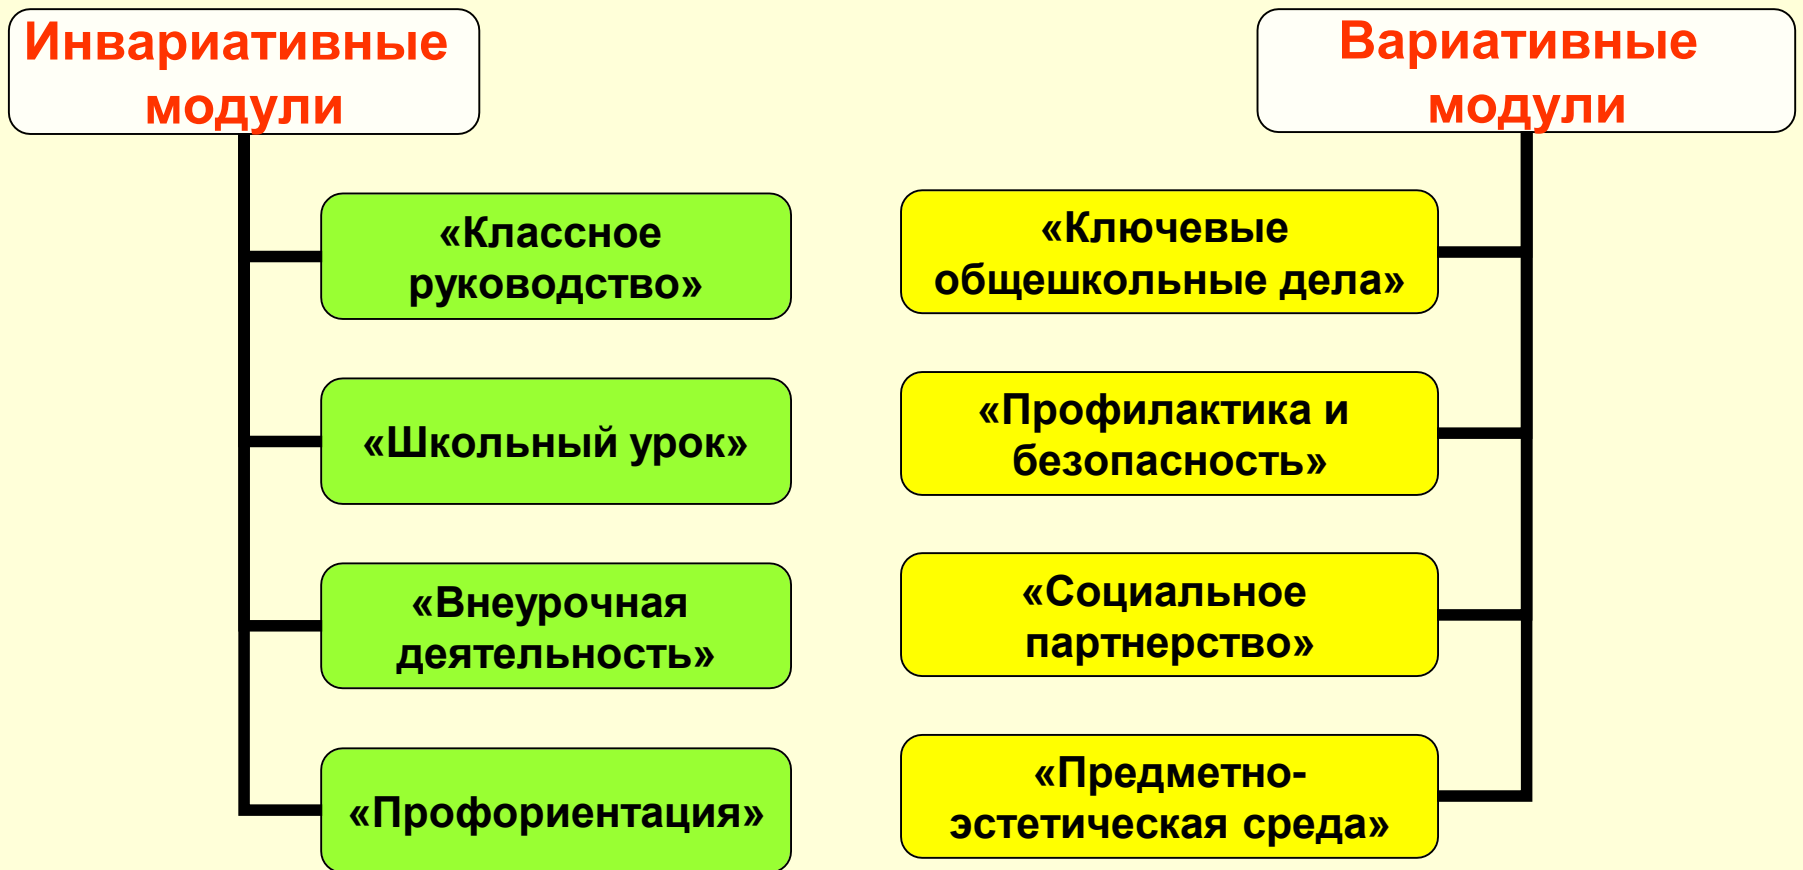 Инвариативные
модули
«Классное
руководство»
«Школьный урок»
«Внеурочная
деятельность»
«Профориентация»
Вариативные
модули
«Ключевые
общешкольные дела»
«Профилактика и
безопасность»
«Социальное
партнерство»
«Предметно-
эстетическая среда»